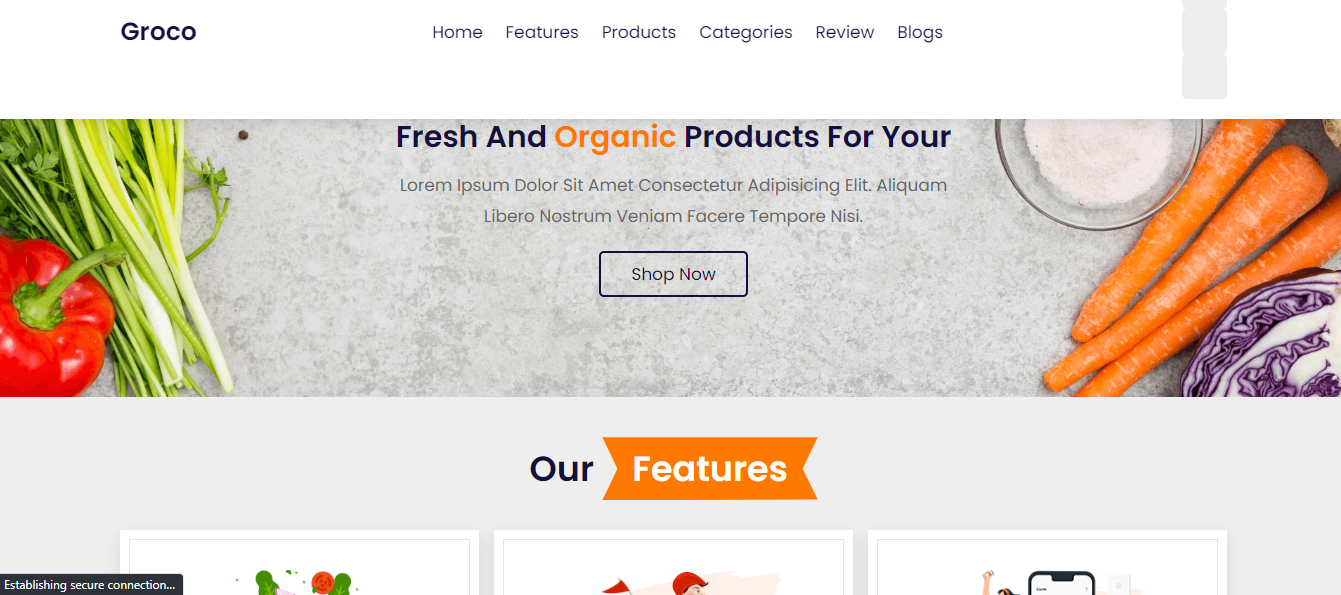 Groco
Home Features Products Categories Review Blogs
Fresh And Organic Products For Your
Lorem Ipsum Dolor Sit Amet Consectetur Adipisicing Elit. Aliquam
Libero Nostrum Veniam Facere Tempore Nisi.
Shop Now
Our Features
Establishing secure connection...